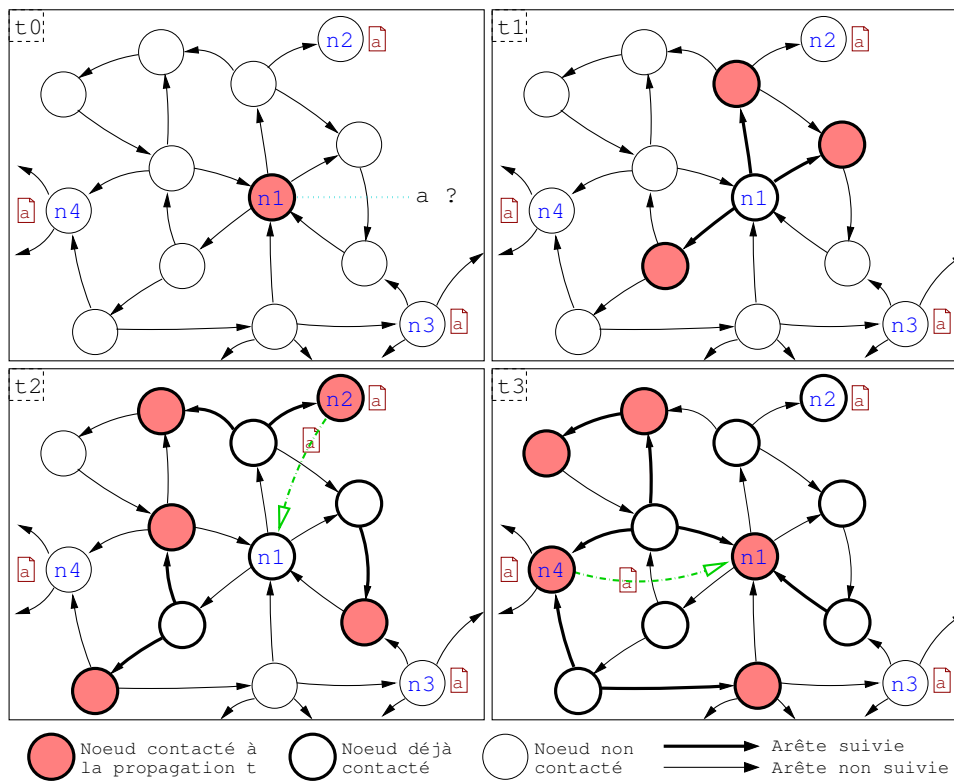 t0
n2 a
a n4
n1
a ?
n3 a
t1
n2 a
a n4
n1
n3 a
t2
n2 a
a
n1
a n4
n3 a
t3
n2 a
a n4
a
n1
n3 a
Noeud contacté à
la propagation t
Noeud déjà
contacté
Noeud non
contacté
Arête suivie
Arête non suivie